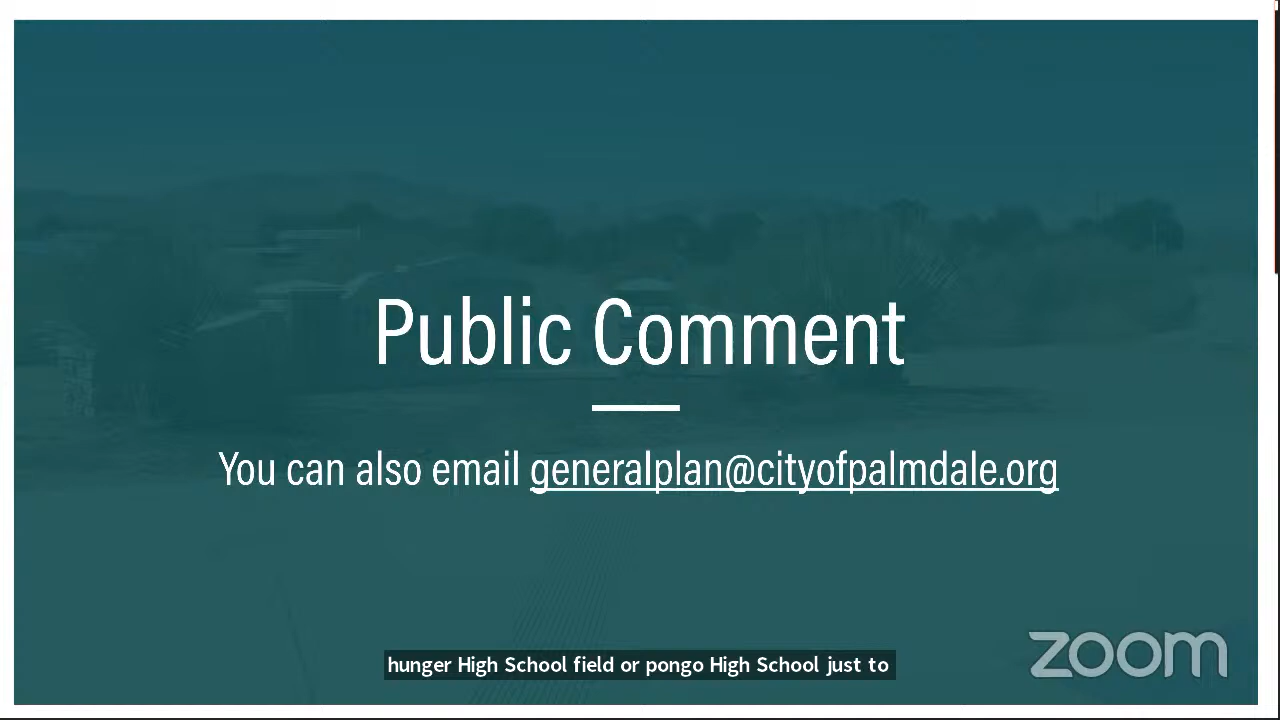 Public Comment
You can also email generalplan@cityofpalmdale.org
hunger High School field or pongo High School just to
zoom